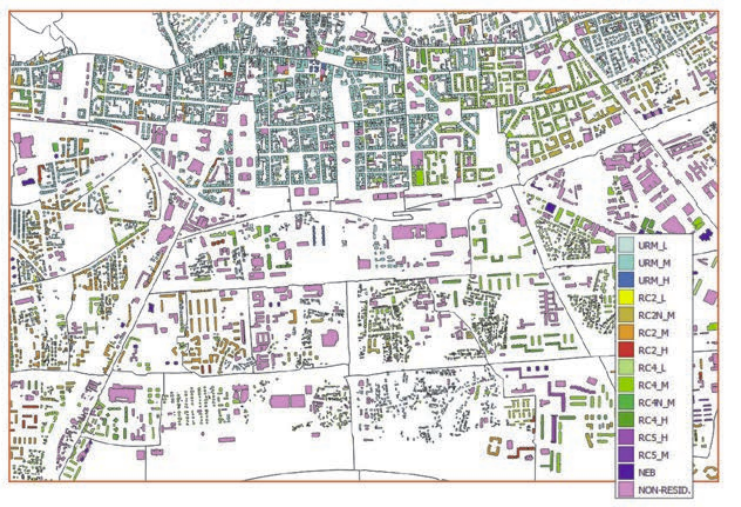 URM_L
URM_M
URM_H
RC2_L
RC2N_M
RC2_M
RC2_H
RC4_L
RC4_M
RC4N_M
RC4_H
RC5_H
RC5_M
NEB
NON-RESID.